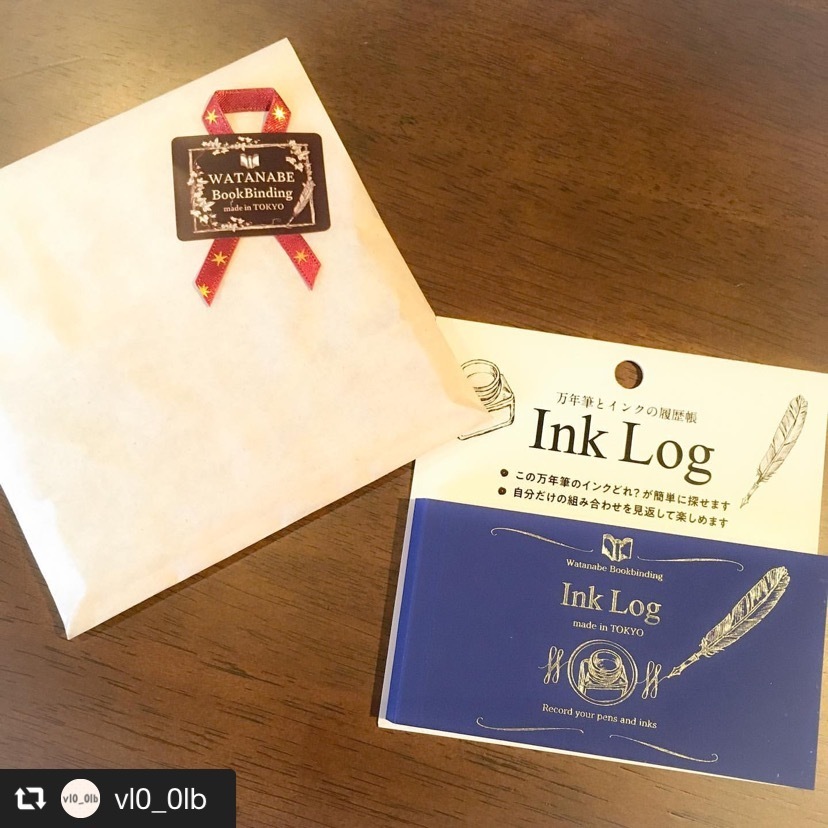 WATANABE
BookBinding
made in TOKYO
万年筆とインクの履歴帳
Ink Log
● この万年筆のインクどれ？が簡単に探せます
● 自分だけの組み合わせを見返して楽しめます
Watanabe Bookbinding
Ink Log
made in TOKYO
Record your pens and inks
vl0_0lb
vl0_0lb